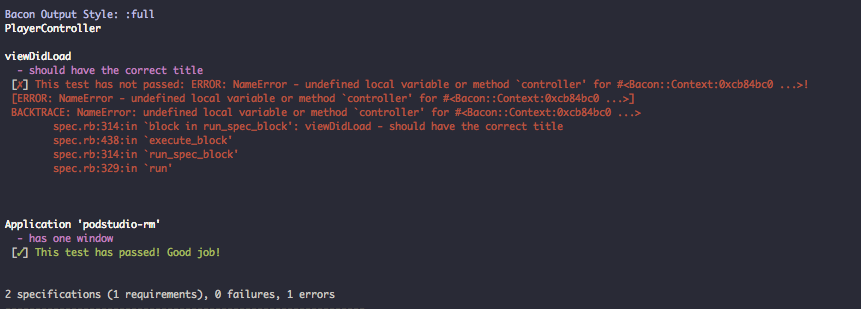 Bacon Output Style: :full
PlayerController
viewDidLoad
- should have the correct title
[✗] This test has not passed: ERROR: NameError - undefined local variable or method `controller' for #<Bacon::Context:0xcb84bc0 ...>!
[ERROR: NameError - undefined local variable or method `controller' for #<Bacon::Context:0xcb84bc0 ...>]
BACKTRACE: NameError: undefined local variable or method `controller' for #<Bacon::Context:0xcb84bc0 ...>
spec.rb:314:in `block in run_spec_block': viewDidLoad - should have the correct title
spec.rb:438:in `execute_block'
spec.rb:314:in `run_spec_block'
spec.rb:329:in `run'
Application 'podstudio-rm'
- has one window
[✓] This test has passed! Good job!
2 specifications (1 requirements), 0 failures, 1 errors